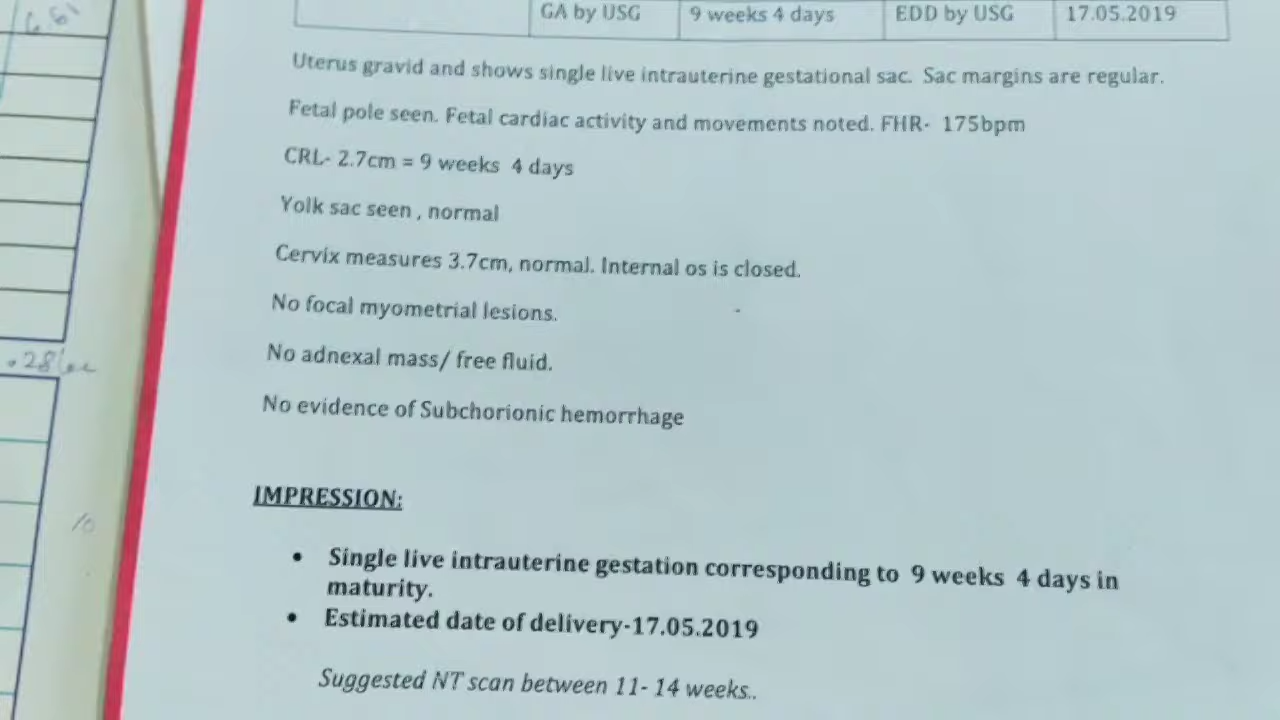 GA by USG 9 weeks 4 days EDD by USG 17.05.2019
Uterus gravid and shows single live intrauterine gestational sac. Sac margins are regular.
Fetal pole seen. Fetal cardiac activity and movements noted. FHR- 175bpm
CRL- 2.7cm = 9 weeks 4 days
Yolk sac seen , normal
Cervix measures 3.7cm, normal. Internal os is closed.
No focal myometrial lesions.
No adnexal mass/ free fluid.
No evidence of Subchorionic hemorrhage
IMPRESSION:
• Single live intrauterine gestation corresponding to 9 weeks 4 days in
maturity.
• Estimated date of delivery-17.05.2019
Suggested NT scan between 11- 14 weeks..
10